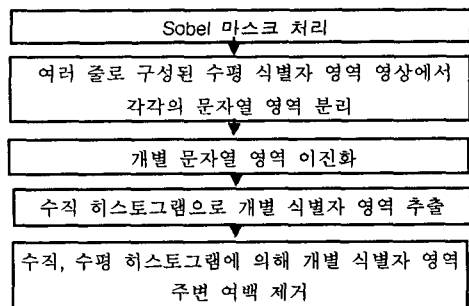 Sobel 마스크 처리
여러 줄로 구성된 수평 식별자 영역 영상에서
각각의 문자열 영역 분리
개별 문자열 영역 이진화
수직 히스토그램으로 개별 식별자 영역 추출
수직, 수평 히스토그램에 의해 개별 식별자 영역
주변 여백 제거